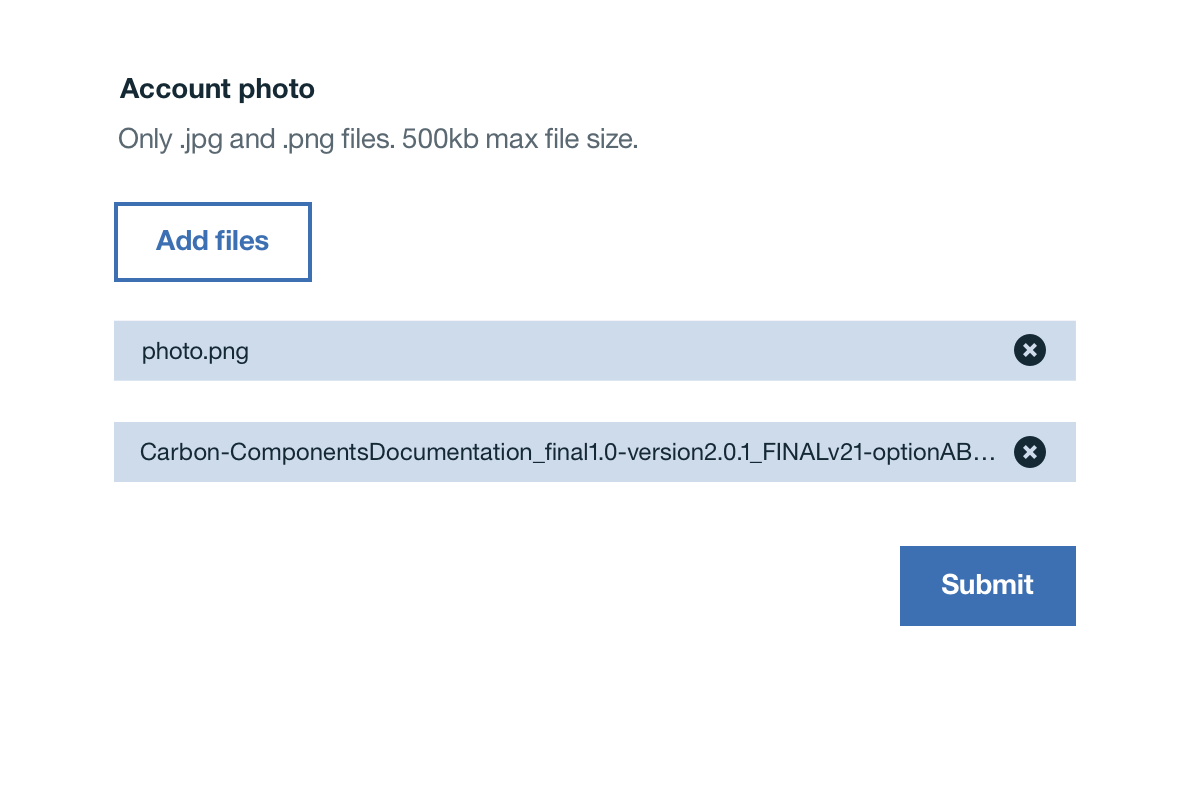 Account photo
Only .jpg and .png files. 500kb max file size.
Add files
photo.png
Carbon-ComponentsDocumentation_final1.0-version2.0.1_FINALv21-optionAB...
Submit